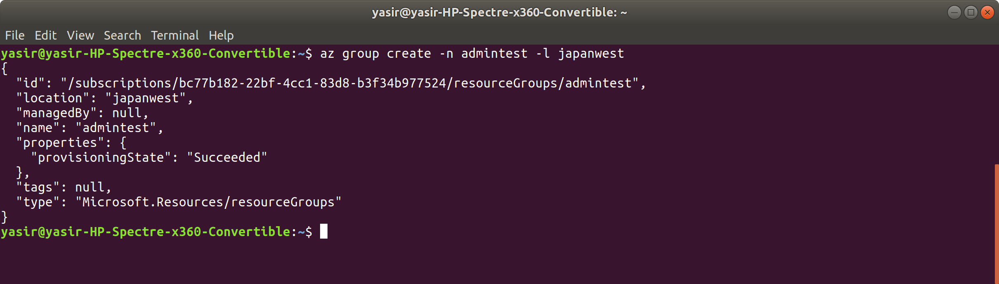 yasir@yasir-HP-Spectre-x360-Convertible: ~
File Edit View Search Terminal Help
yasir@yasir-HP-Spectre-x360-Convertible:~$ az group create -n admintest -l japanwest
{
  "id": "/subscriptions/bc77b182-22bf-4cc1-83d8-b3f34b977524/resourceGroups/admintest",
  "location": "japanwest",
  "managedBy": null,
  "name": "admintest",
  "properties": {
    "provisioningState": "Succeeded"
  },
  "tags": null,
  "type": "Microsoft.Resources/resourceGroups"
}
yasir@yasir-HP-Spectre-x360-Convertible:~$